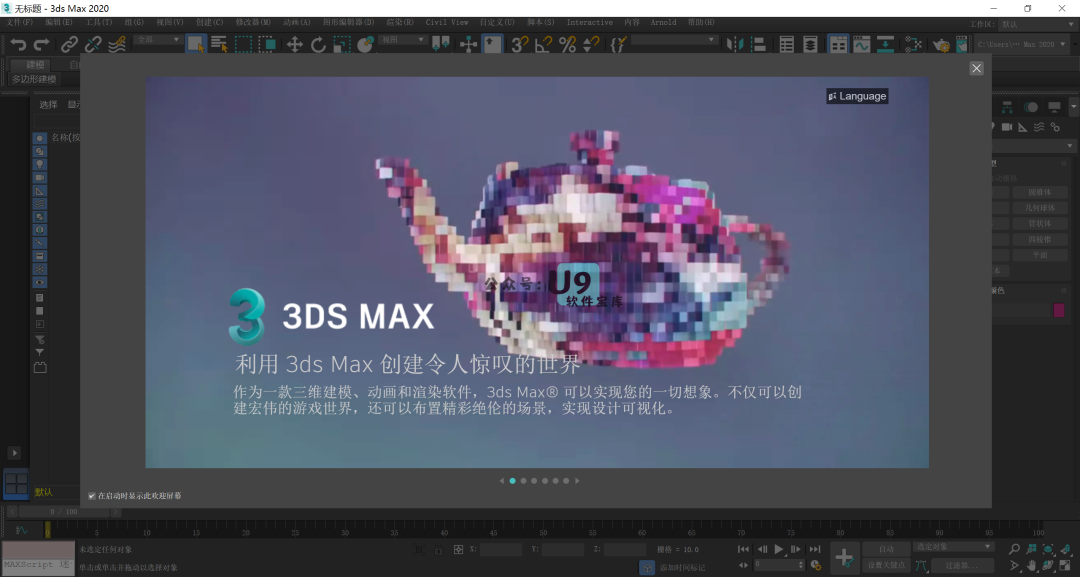 无标题 - 3ds Max 2020
文件(F) 编辑(E) 工具(T) 组(G) 视图(V) 创建(C) 修改器(M) 动画(A) 图形编辑器(D) 渲染(R) Civil View 自定义(U) 脚本(S) Interactive 内容 Arnold 帮助(H)
工作区: 默认
全部
视图
建模
多边形建模
选择
Language
公众号: U9
软件宝库
3DS MAX
利用 3ds Max 创建令人惊叹的世界
作为一款三维建模、动画和渲染软件，3ds Max® 可以实现您的一切想象。不仅可以创
建宏伟的游戏世界，还可以布置精彩绝伦的场景，实现设计可视化。
圆锥体
几何球体
管状体
四棱锥
平面
在启动时显示此欢迎屏幕
默认
0 / 100
0 5 10 15 20 25 30 35 40 45 50 55 60 65 70 75 80 85 90 95 100
未选定任何对象
X: Y: Z: 栅格 = 10.0
MAXScript 迷
单击或单击并拖动以选择对象
添加时间标记
0
自动
选定对象
设置关键点
过滤器...